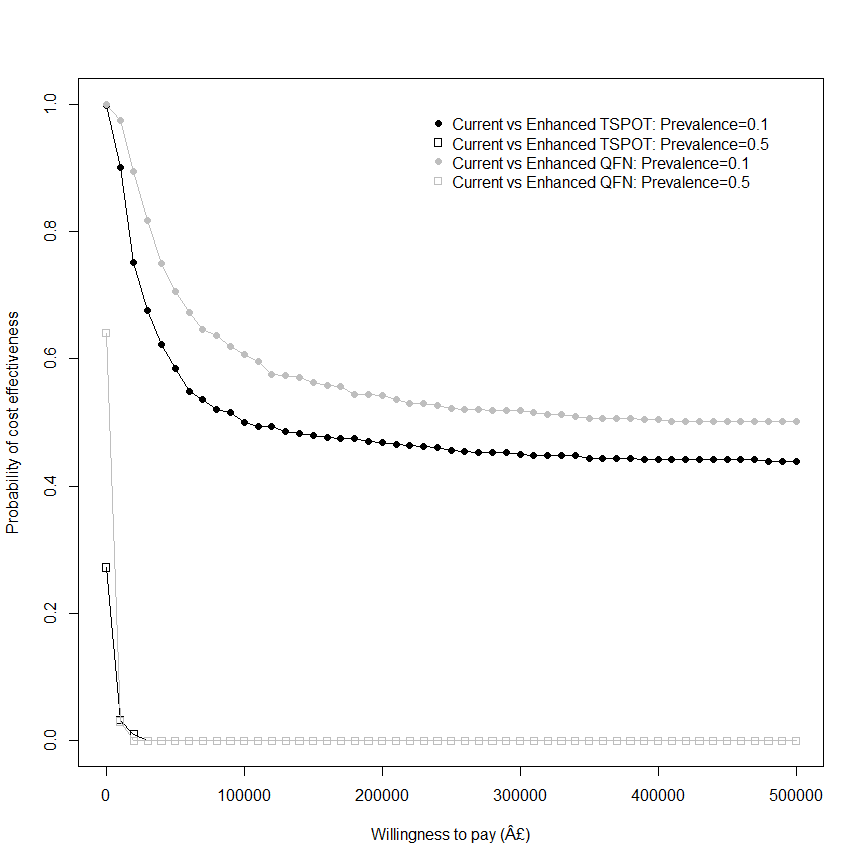 Current vs Enhanced TSPOT: Prevalence=0.1
Current vs Enhanced TSPOT: Prevalence=0.5
Current vs Enhanced QFN: Prevalence=0.1
Current vs Enhanced QFN: Prevalence=0.5
Probability of cost effectiveness
1.0
0.8
0.6
0.4
0.2
0.0
0 100000 200000 300000 400000 500000
Willingness to pay (Â£)